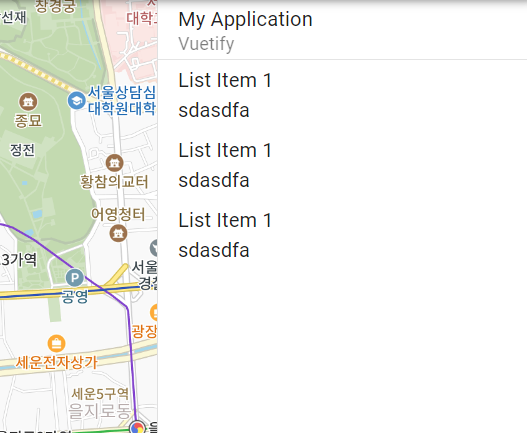 창경궁
선재
대학
종묘
서울상담심
대학원대학
정전
황참의교터
어영청터
3가역
서울
경찰
P
공영
광장
세운전자상가
세운5구역
을지로동
My Application
Vuetify
List Item 1
sdasdfa
List Item 1
sdasdfa
List Item 1
sdasdfa